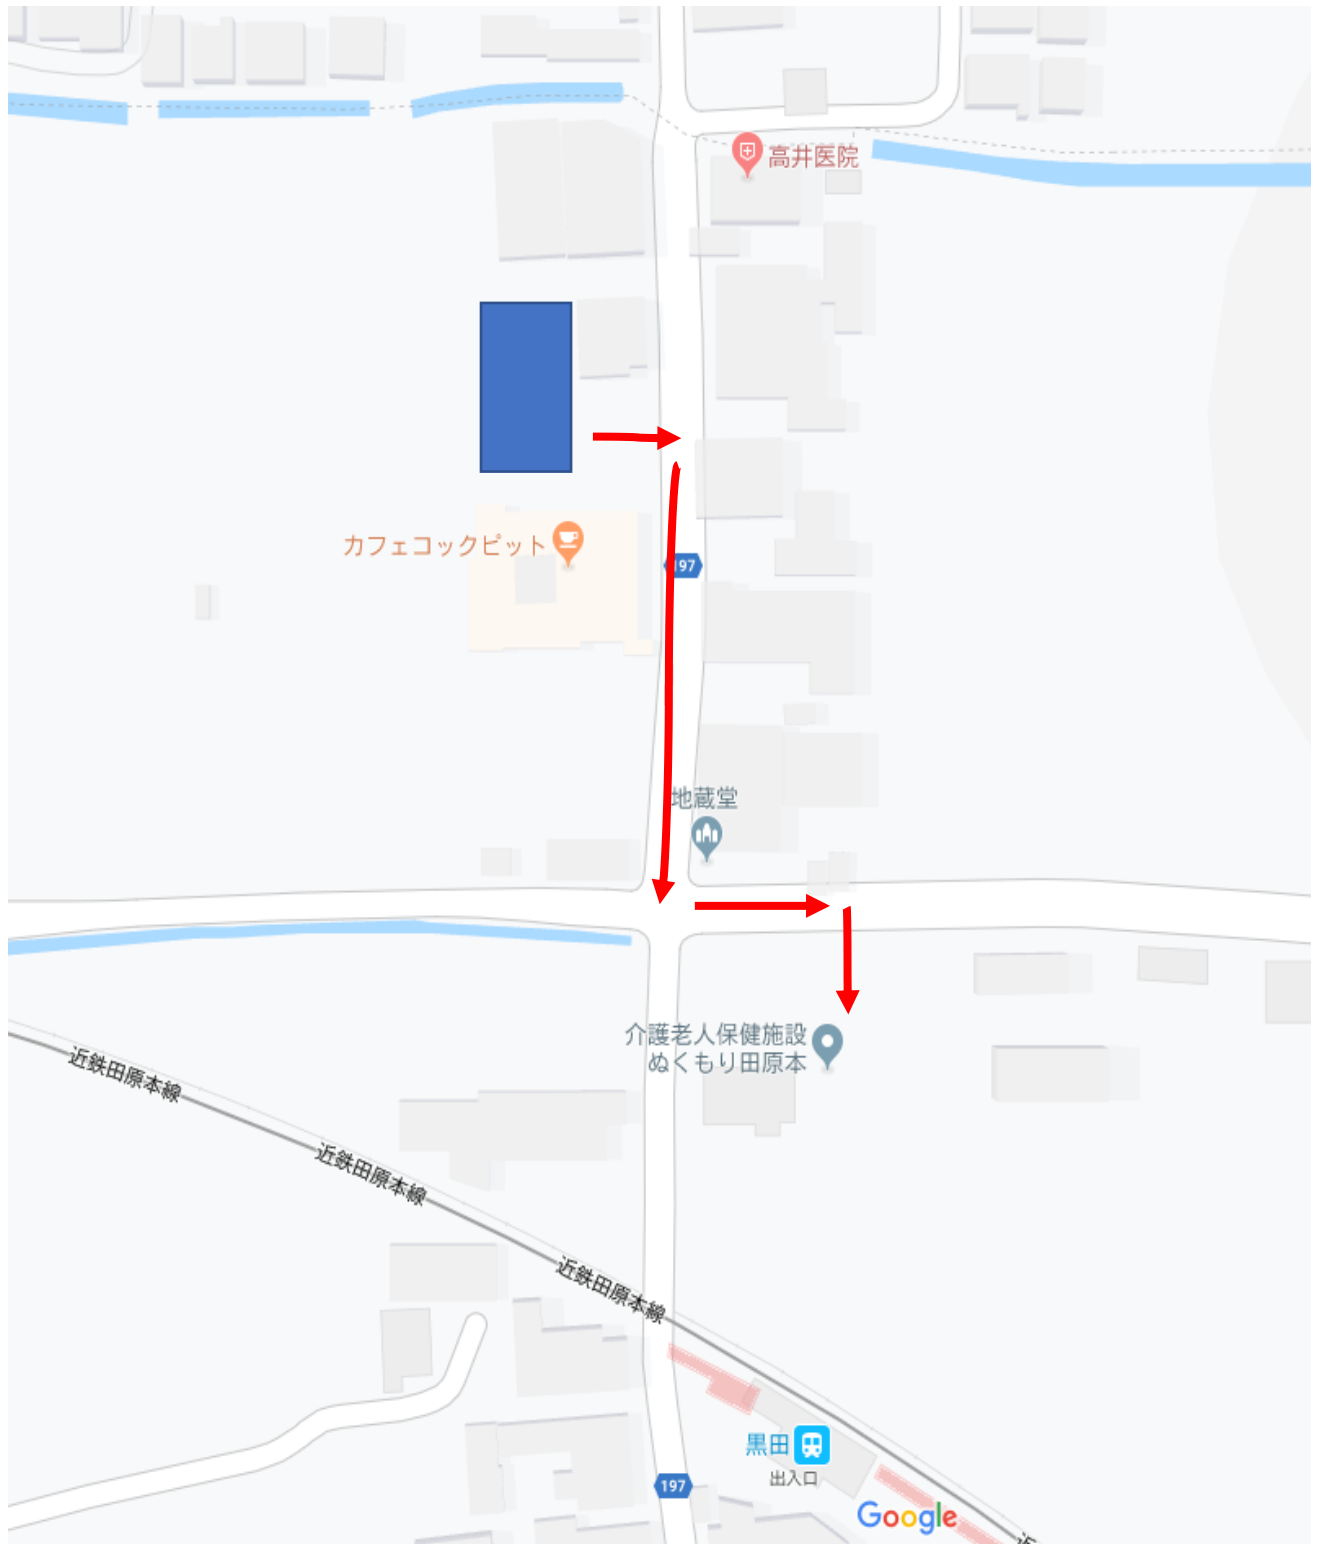 高井医院
カフェコックピット
197
地蔵堂
介護老人保健施設
ぬくもり田原本
近鉄田原本線
近鉄田原本線
近鉄田原本線
黒田
出入口
197
Google
近